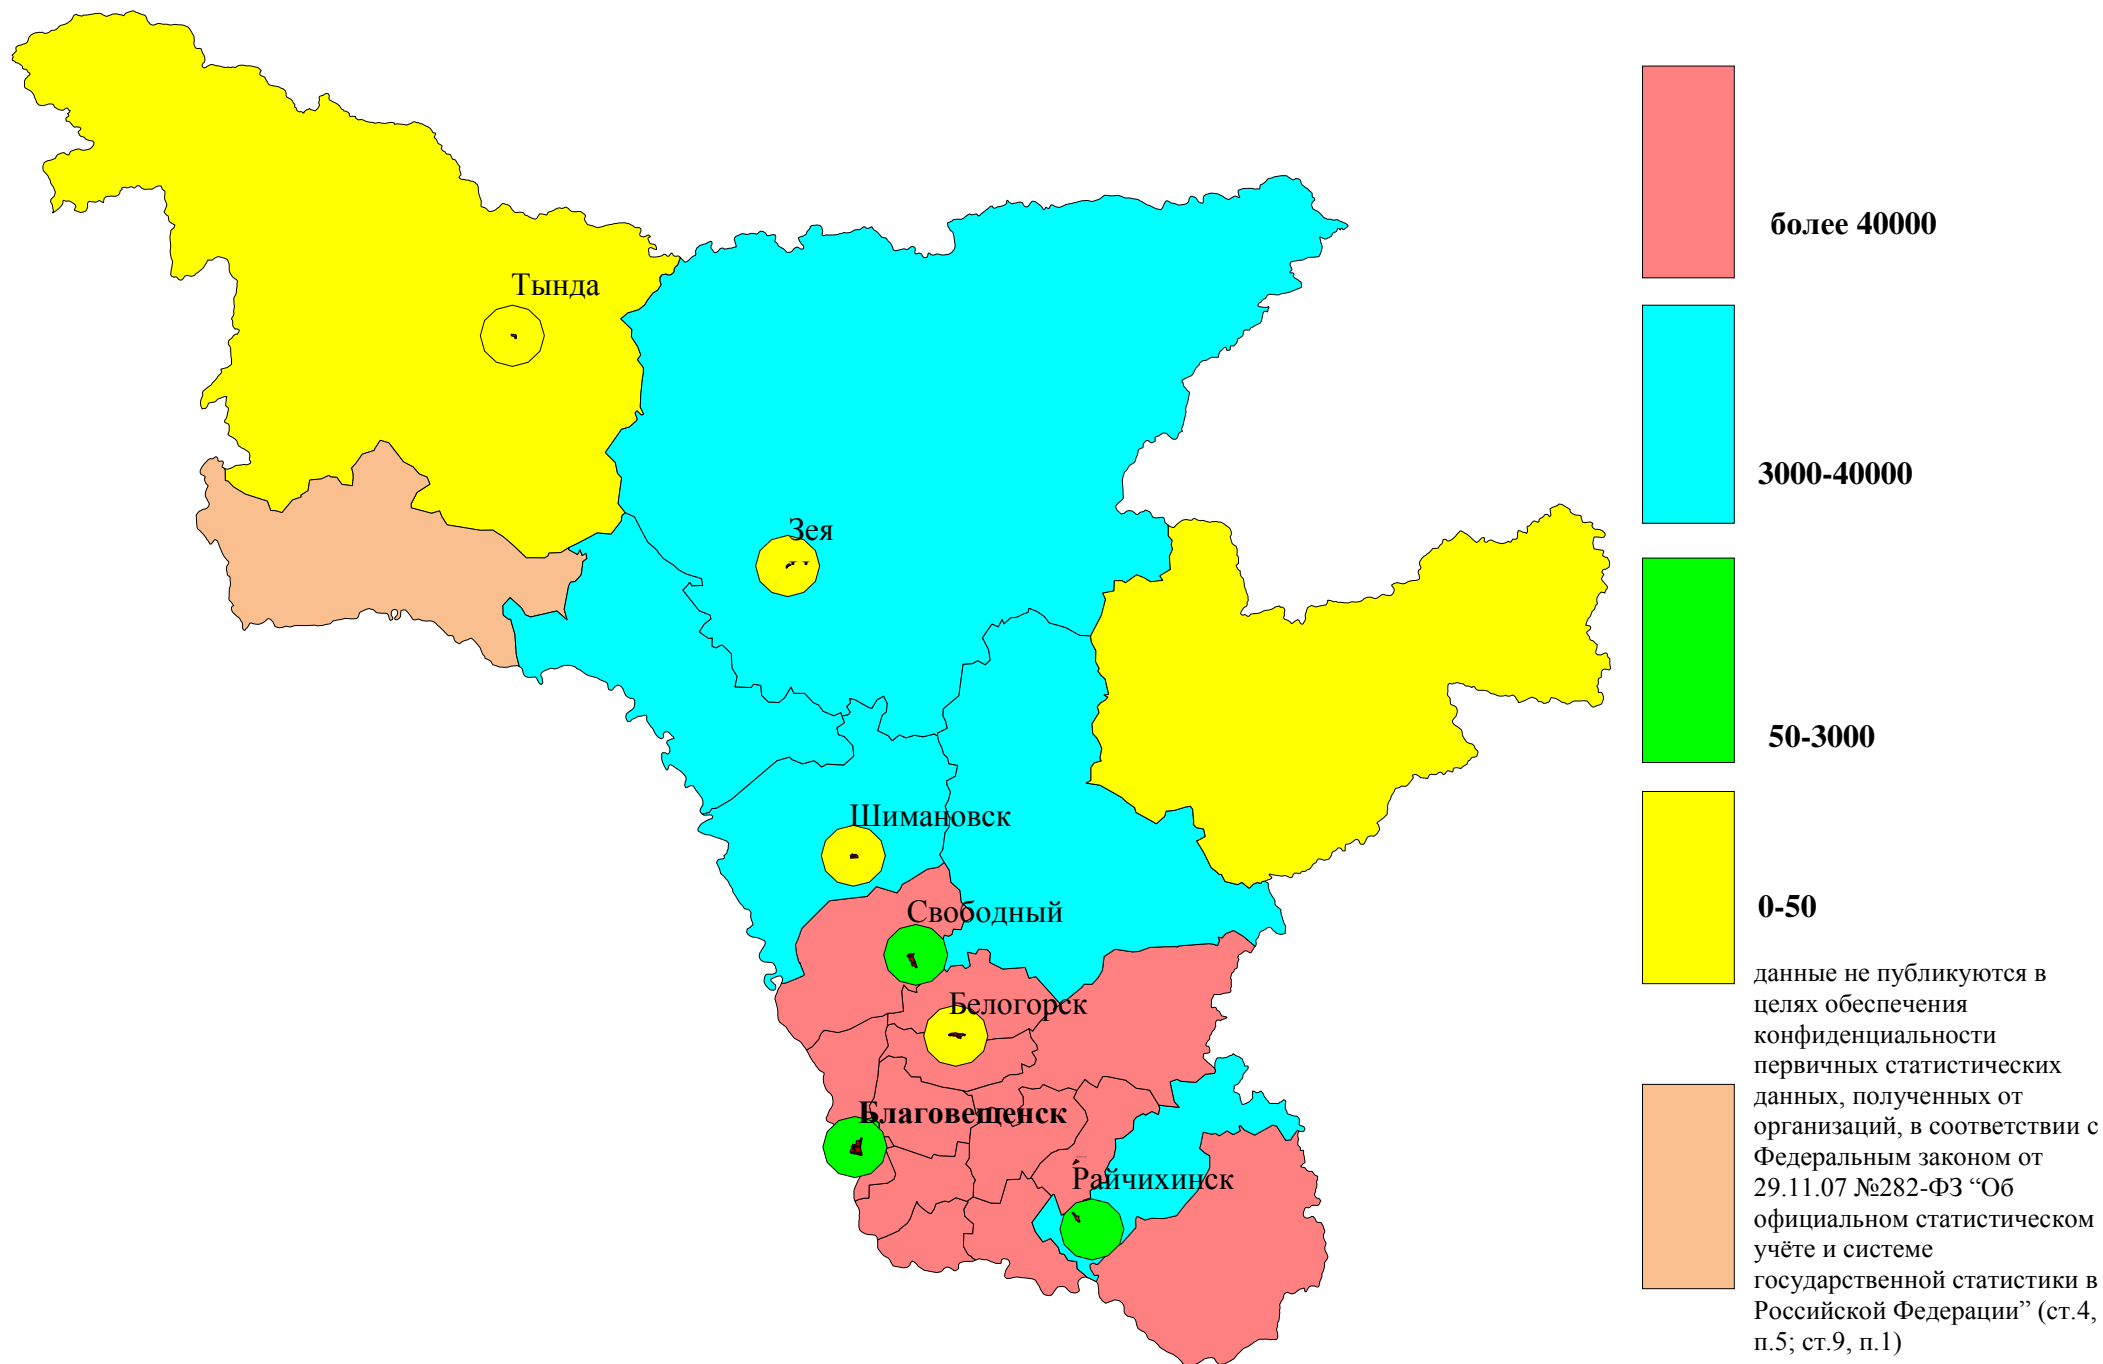 Тында
Зея
Шимановск
Свободный
Белогорск
Благовещенск
Райчихинск
более 40000
3000-40000
50-3000
0-50
данные не публикуются в
целях обеспечения
конфиденциальности
первичных статистических
данных, полученных от
организаций, в соответствии с
Федеральным законом от
29.11.07 №282-ФЗ “Об
официальном статистическом
учёте и системе
государственной статистики в
Российской Федерации” (ст.4,
п.5; ст.9, п.1)